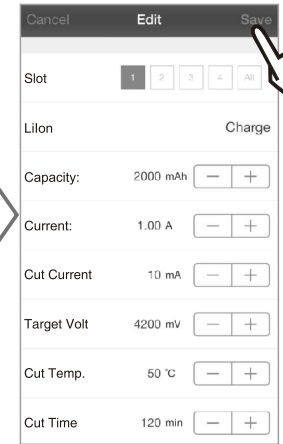 Cancel Edit Save
Slot 1 2 3 4 All
LiIon Charge
Capacity: 2000 mAh − +
Current: 1.00 A − +
Cut Current 10 mA − +
Target Volt 4200 mV − +
Cut Temp. 50 ℃ − +
Cut Time 120 min − +